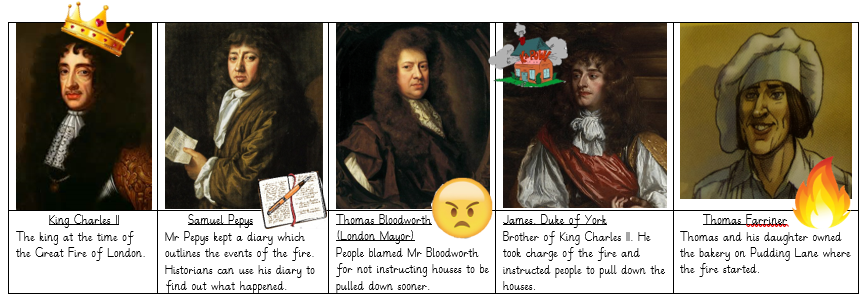 King Charles II
The king at the time of
the Great Fire of London.
Samuel Pepys
Mr Pepys kept a diary which
outlines the events of the fire.
Historians can use his diary to
find out what happened.
Thomas Bloodworth
(London Mayor)
People blamed Mr Bloodworth
for not instructing houses to be
pulled down sooner.
James, Duke of York
Brother of King Charles II. He
took charge of the fire and
instructed people to pull down the
houses.
Thomas Farriner
Thomas and his daughter owned
the bakery on Pudding Lane where
the fire started.